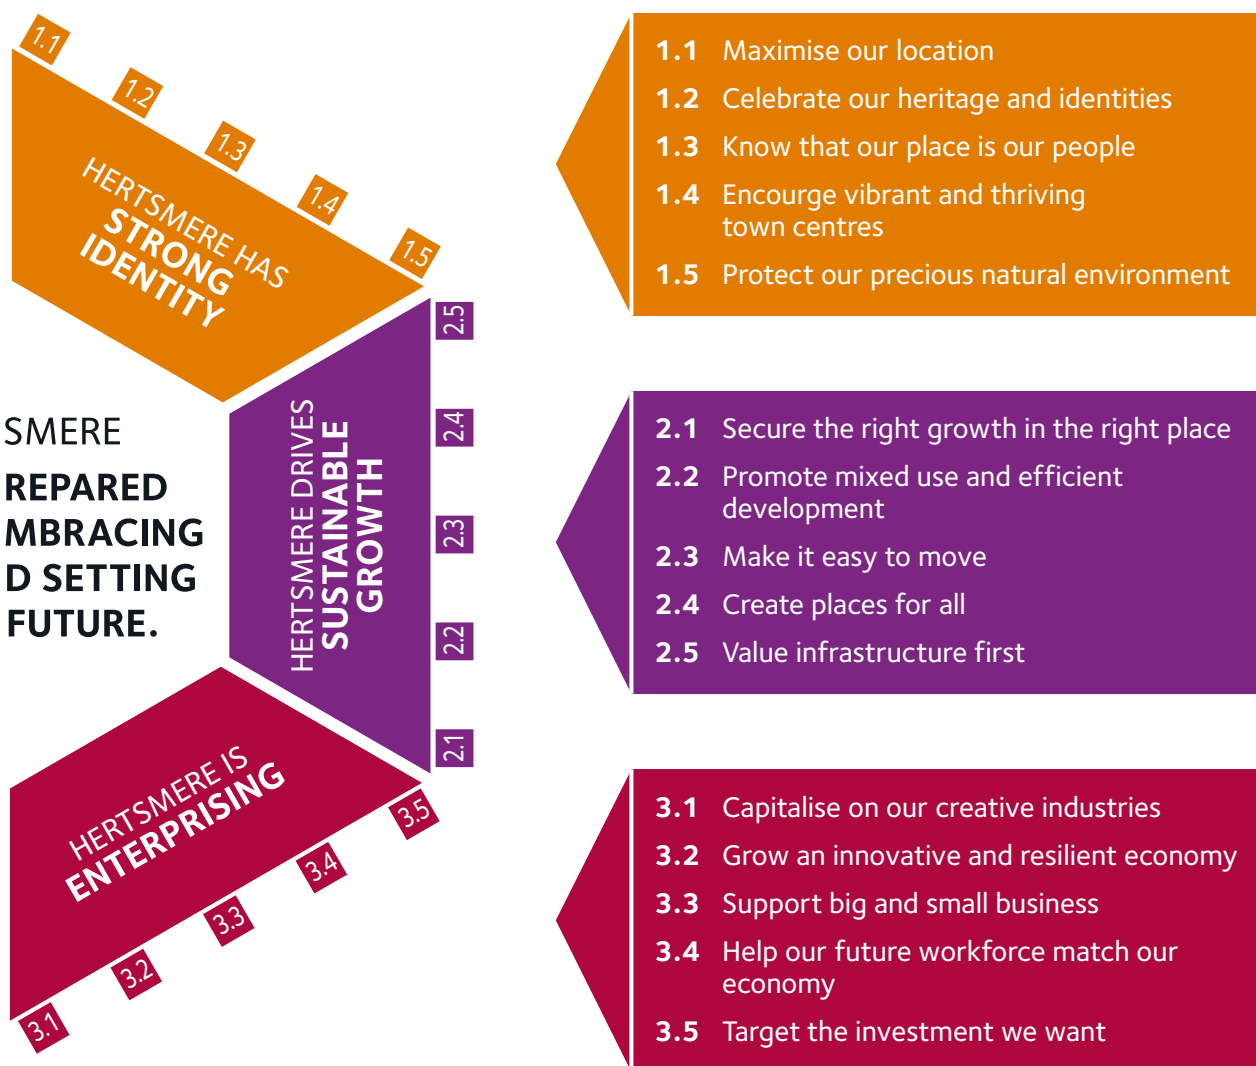 1.1
1.2
1.3
1.4
1.5
HERTSMERE HAS
STRONG
IDENTITY
1.1 Maximise our location
1.2 Celebrate our heritage and identities
1.3 Know that our place is our people
1.4 Encourge vibrant and thriving
town centres
1.5 Protect our precious natural environment
SMERE
REPARED
MBRACING
D SETTING
FUTURE.
HERTSMERE DRIVES
SUSTAINABLE
GROWTH
2.5
2.4
2.3
2.2
2.1
2.1 Secure the right growth in the right place
2.2 Promote mixed use and efficient
development
2.3 Make it easy to move
2.4 Create places for all
2.5 Value infrastructure first
HERTSMERE IS
ENTERPRISING
3.5
3.4
3.3
3.2
3.1
3.1 Capitalise on our creative industries
3.2 Grow an innovative and resilient economy
3.3 Support big and small business
3.4 Help our future workforce match our
economy
3.5 Target the investment we want